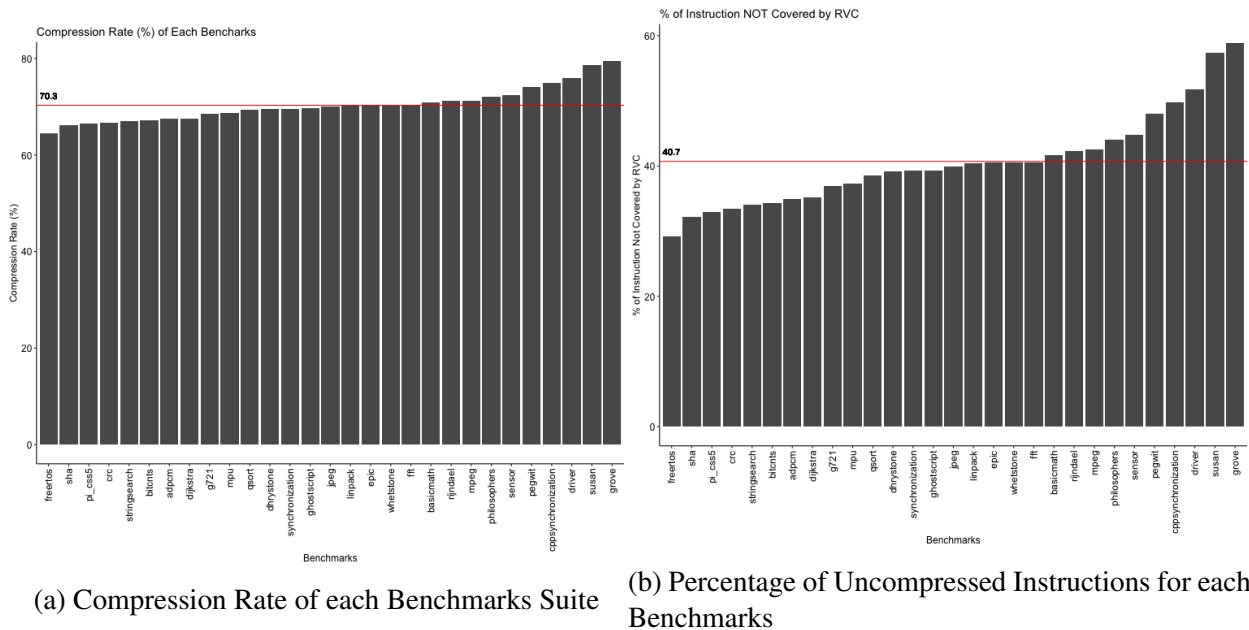 Compression Rate (%) of Each Bencharks
80
70.3
60
40
20
0
Compression Rate (%)
freertos
sha
pi_css5
crc
stringsearch
bitcnts
adpcm
dijkstra
g721
mpu
qsort
dhrystone
synchronization
ghostscript
jpeg
linpack
epic
whetstone
fft
basicmath
rijndael
mpeg
philosophers
sensor
pegwit
cppsynchronization
driver
susan
grove
Benchmarks
(a) Compression Rate of each Benchmarks Suite
% of Instruction NOT Covered by RVC
60
40.7
40
20
0
% of Instruction Not Covered by RVC
freertos
sha
pi_css5
crc
stringsearch
bitcnts
adpcm
dijkstra
g721
mpu
qsort
dhrystone
synchronization
ghostscript
jpeg
linpack
epic
whetstone
fft
basicmath
rijndael
mpeg
philosophers
sensor
pegwit
cppsynchronization
driver
susan
grove
Benchmarks
(b) Percentage of Uncompressed Instructions for each
Benchmarks